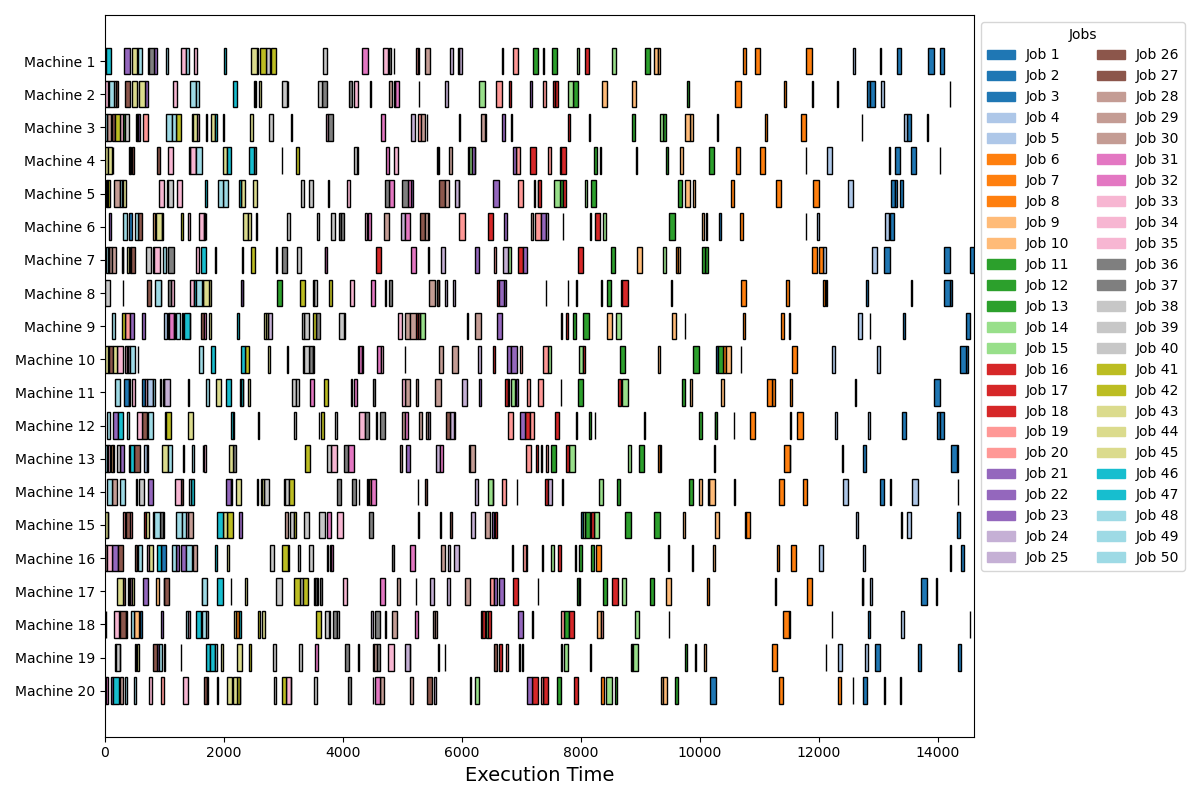 Machine 1
Machine 2
Machine 3
Machine 4
Machine 5
Machine 6
Machine 7
Machine 8
Machine 9
Machine 10
Machine 11
Machine 12
Machine 13
Machine 14
Machine 15
Machine 16
Machine 17
Machine 18
Machine 19
Machine 20
0 2000 4000 6000 8000 10000 12000 14000
Execution Time
Jobs
Job 1
Job 2
Job 3
Job 4
Job 5
Job 6
Job 7
Job 8
Job 9
Job 10
Job 11
Job 12
Job 13
Job 14
Job 15
Job 16
Job 17
Job 18
Job 19
Job 20
Job 21
Job 22
Job 23
Job 24
Job 25
Job 26
Job 27
Job 28
Job 29
Job 30
Job 31
Job 32
Job 33
Job 34
Job 35
Job 36
Job 37
Job 38
Job 39
Job 40
Job 41
Job 42
Job 43
Job 44
Job 45
Job 46
Job 47
Job 48
Job 49
Job 50